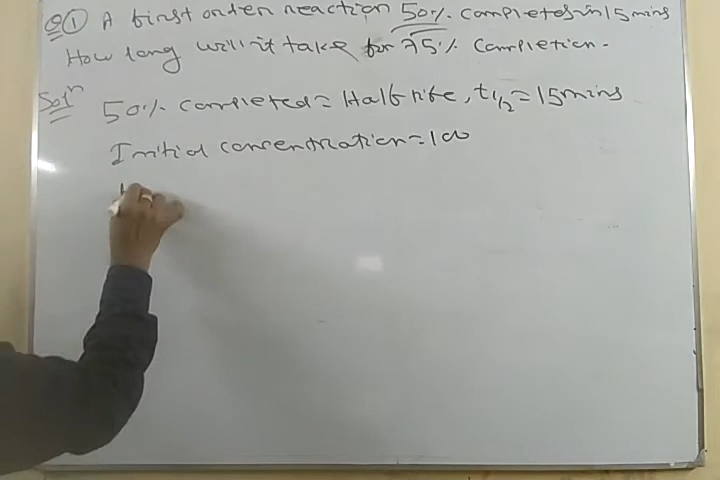 Q① A first order reaction 50% completes in 15 mins
How long will it take for 75% completion.
Solⁿ 50% completed = Half life, t1/2 = 15 mins
Initial concentration = 100